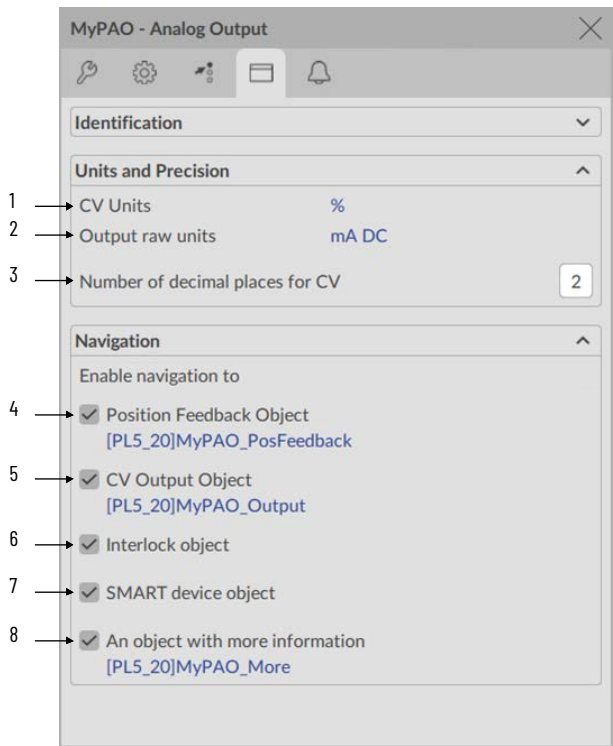 MyPAO - Analog Output
Identification
Units and Precision
1 CV Units %
2 Output raw units mA DC
3 Number of decimal places for CV 2
Navigation
Enable navigation to
4 Position Feedback Object
[PL5_20]MyPAO_PosFeedback
5 CV Output Object
[PL5_20]MyPAO_Output
6 Interlock object
7 SMART device object
8 An object with more information
[PL5_20]MyPAO_More